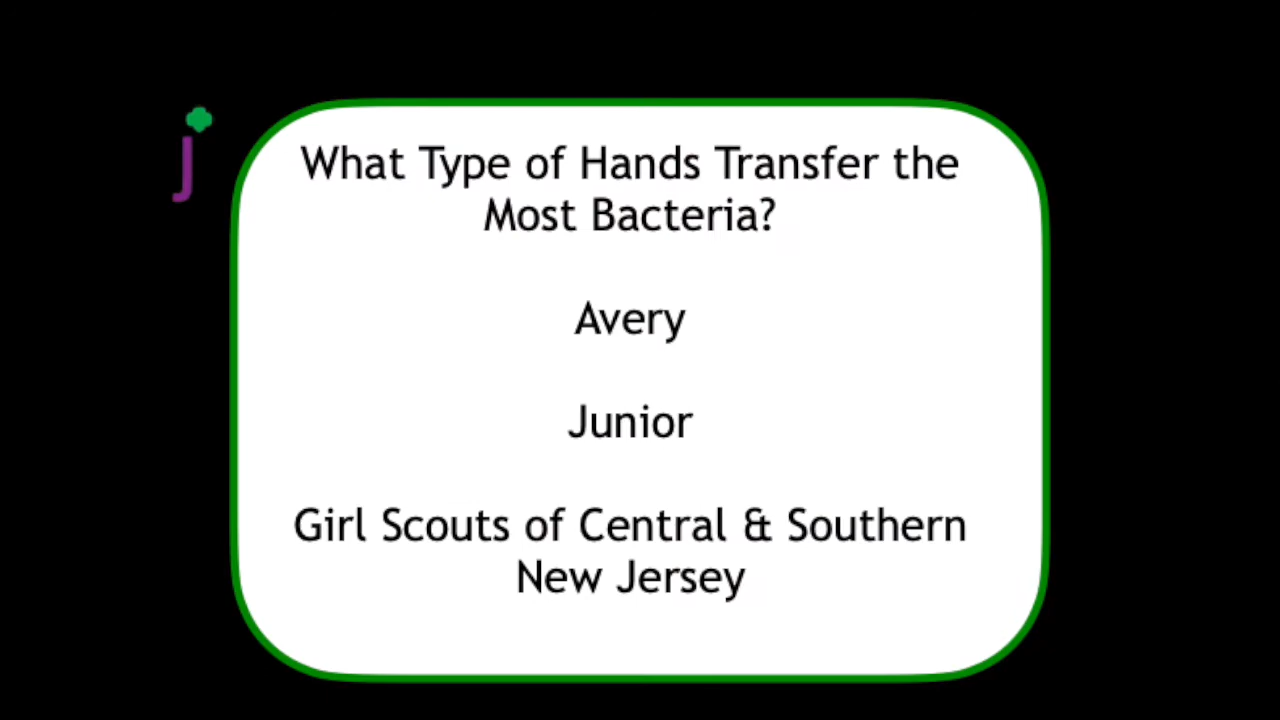 j
What Type of Hands Transfer the
Most Bacteria?
Avery
Junior
Girl Scouts of Central & Southern
New Jersey